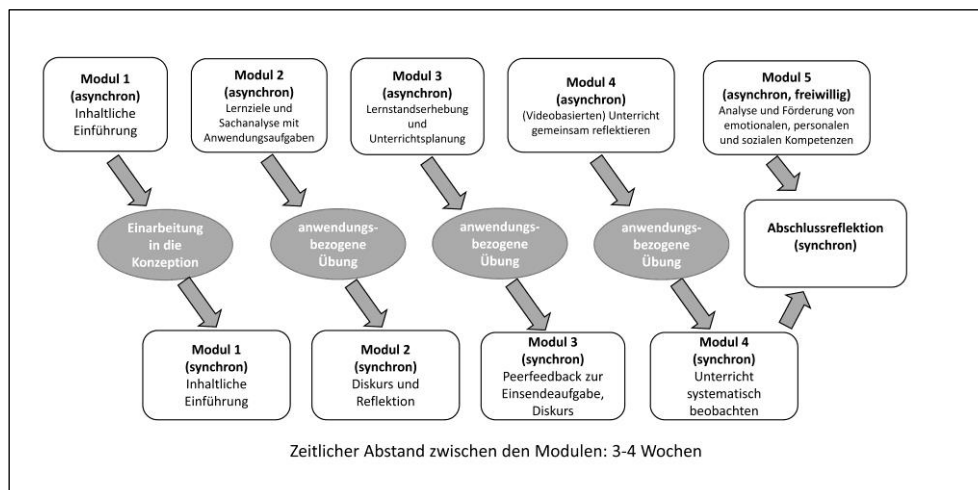 Modul 1
(asynchron)
Inhaltliche
Einführung
Modul 2
(asynchron)
Lernziele und
Sachanalyse mit
Anwendungsaufgaben
Modul 3
(asynchron)
Lernstandserhebung
und
Unterrichtsplanung
Modul 4
(asynchron)
(Videobasierten) Unterricht
gemeinsam reflektieren
Modul 5
(asynchron, freiwillig)
Analyse und Förderung von
emotionalen, personalen
und sozialen Kompetenzen
Einarbeitung
in die
Konzeption
anwendungs-
bezogene
Übung
anwendungs-
bezogene
Übung
anwendungs-
bezogene
Übung
Abschlussreflektion
(synchron)
Modul 1
(synchron)
Inhaltliche
Einführung
Modul 2
(synchron)
Diskurs und
Reflektion
Modul 3
(synchron)
Peerfeedback zur
Einsendeaufgabe,
Diskurs
Modul 4
(synchron)
Unterricht
systematisch
beobachten
Zeitlicher Abstand zwischen den Modulen: 3-4 Wochen